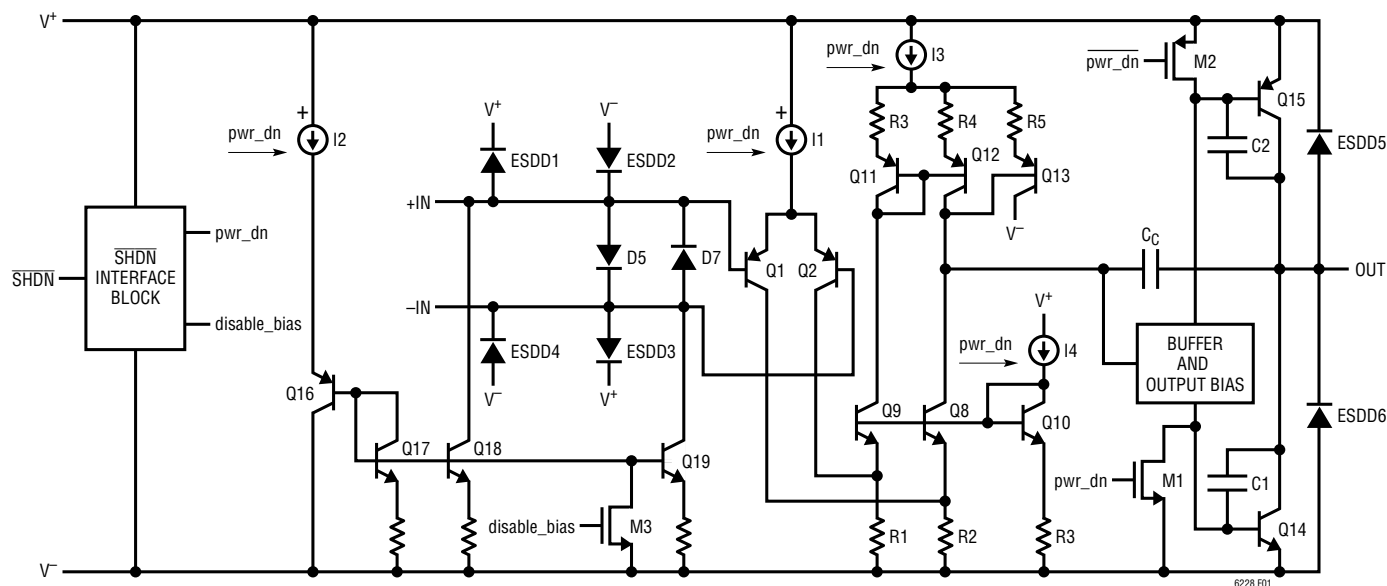 V+
pwr_dn
I3
pwr_dn
M2
Q15
V+
V−
R3
R4
R5
pwr_dn
I2
pwr_dn
I1
C2
ESDD5
ESDD1
ESDD2
Q11
Q12
Q13
+IN
V−
pwr_dn
SHDN
SHDN
INTERFACE
BLOCK
D5
D7
Q1
Q2
CC
OUT
−IN
V+
disable_bias
ESDD4
ESDD3
pwr_dn
I4
BUFFER
AND
OUTPUT BIAS
V−
V+
Q16
Q9
Q8
Q10
ESDD6
Q17
Q18
Q19
pwr_dn
M1
C1
disable_bias
M3
R1
R2
R3
Q14
V−
6228 F01